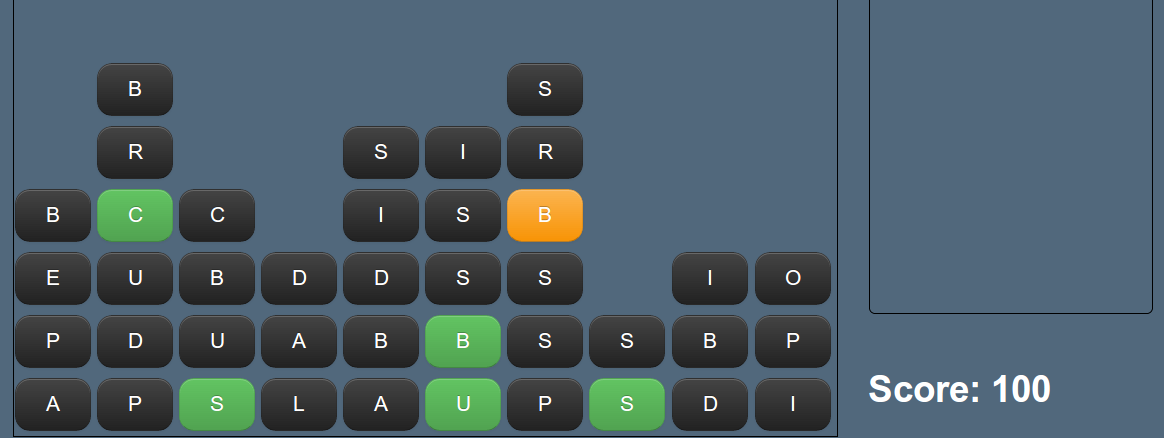 B S
R S I R
B C C I S B
E U B D D S S I O
P D U A B B S S B P
A P S L A U P S D I
Score: 100